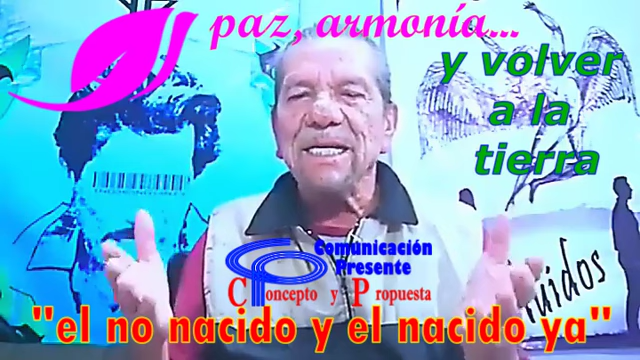 paz, armonía...
y volver
a la
tierra
Comunicación
Presente
Concepto y Propuesta
"el no nacido y el nacido ya"